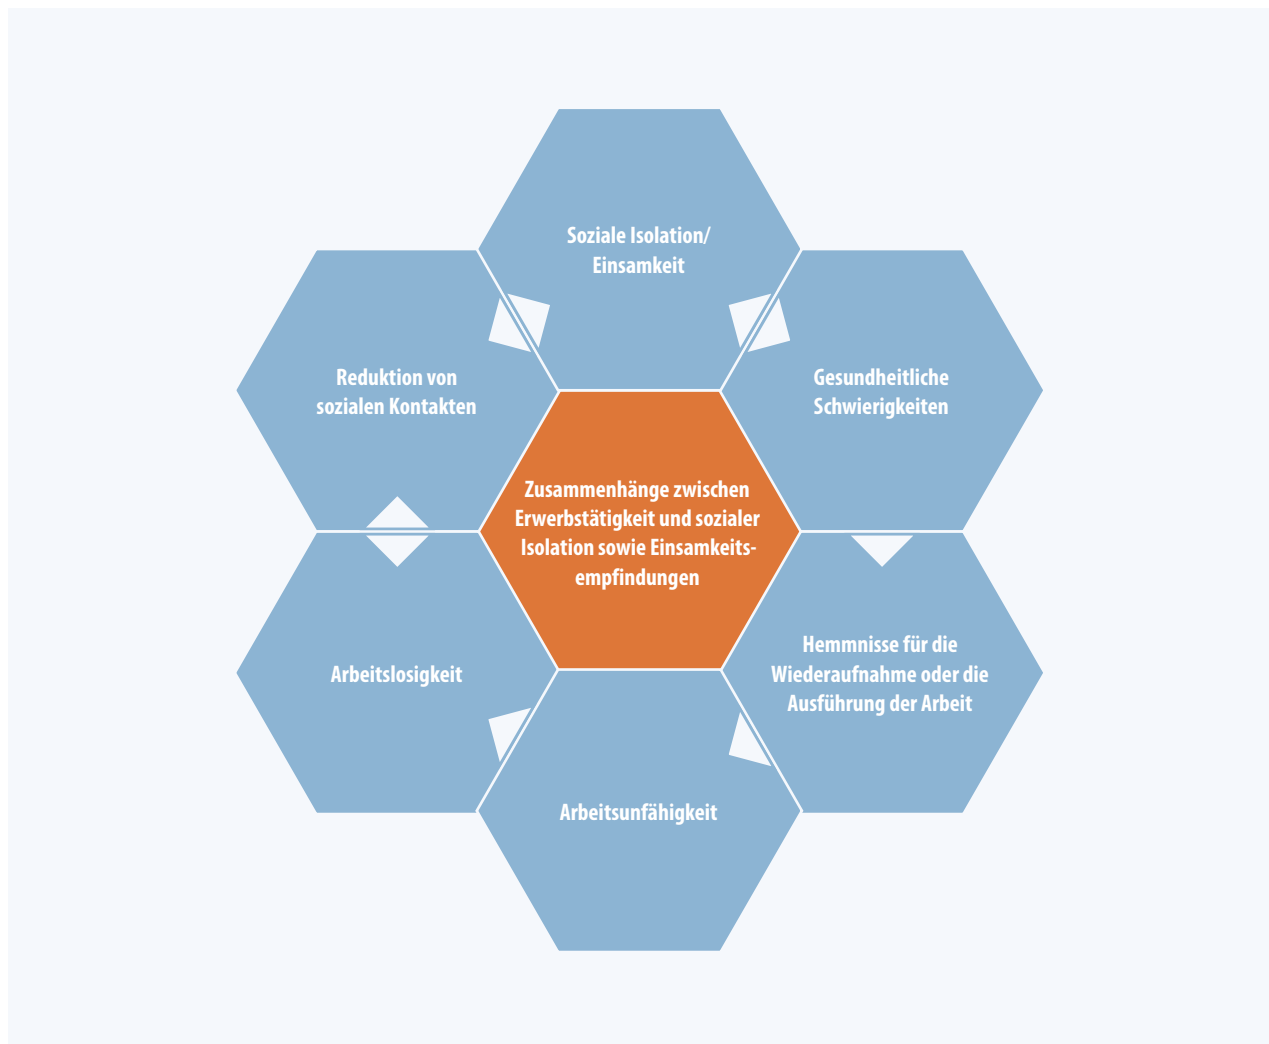 Soziale Isolation/
Einsamkeit
Reduktion von
sozialen Kontakten
Gesundheitliche
Schwierigkeiten
Zusammenhänge zwischen
Erwerbstätigkeit und sozialer
Isolation sowie Einsamkeits-
empfindungen
Arbeitslosigkeit
Hemmnisse für die
Wiederaufnahme oder die
Ausführung der Arbeit
Arbeitsunfähigkeit